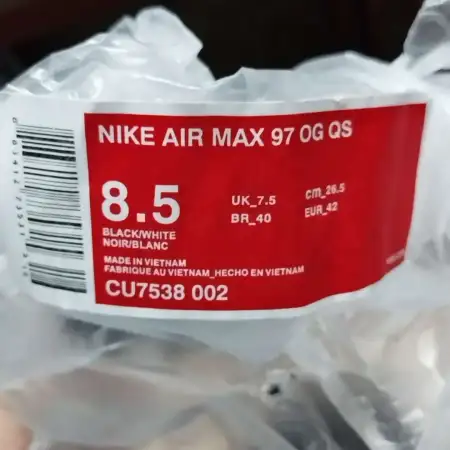 NIKE AIR MAX 97 OG QS
8.5
UK_7.5
cm_26.5
BR_40
EUR_42
BLACK/WHITE
NOIR/BLANC
MADE IN VIETNAM
FABRIQUE AU VIETNAM_HECHO EN VIETNAM
CU7538 002